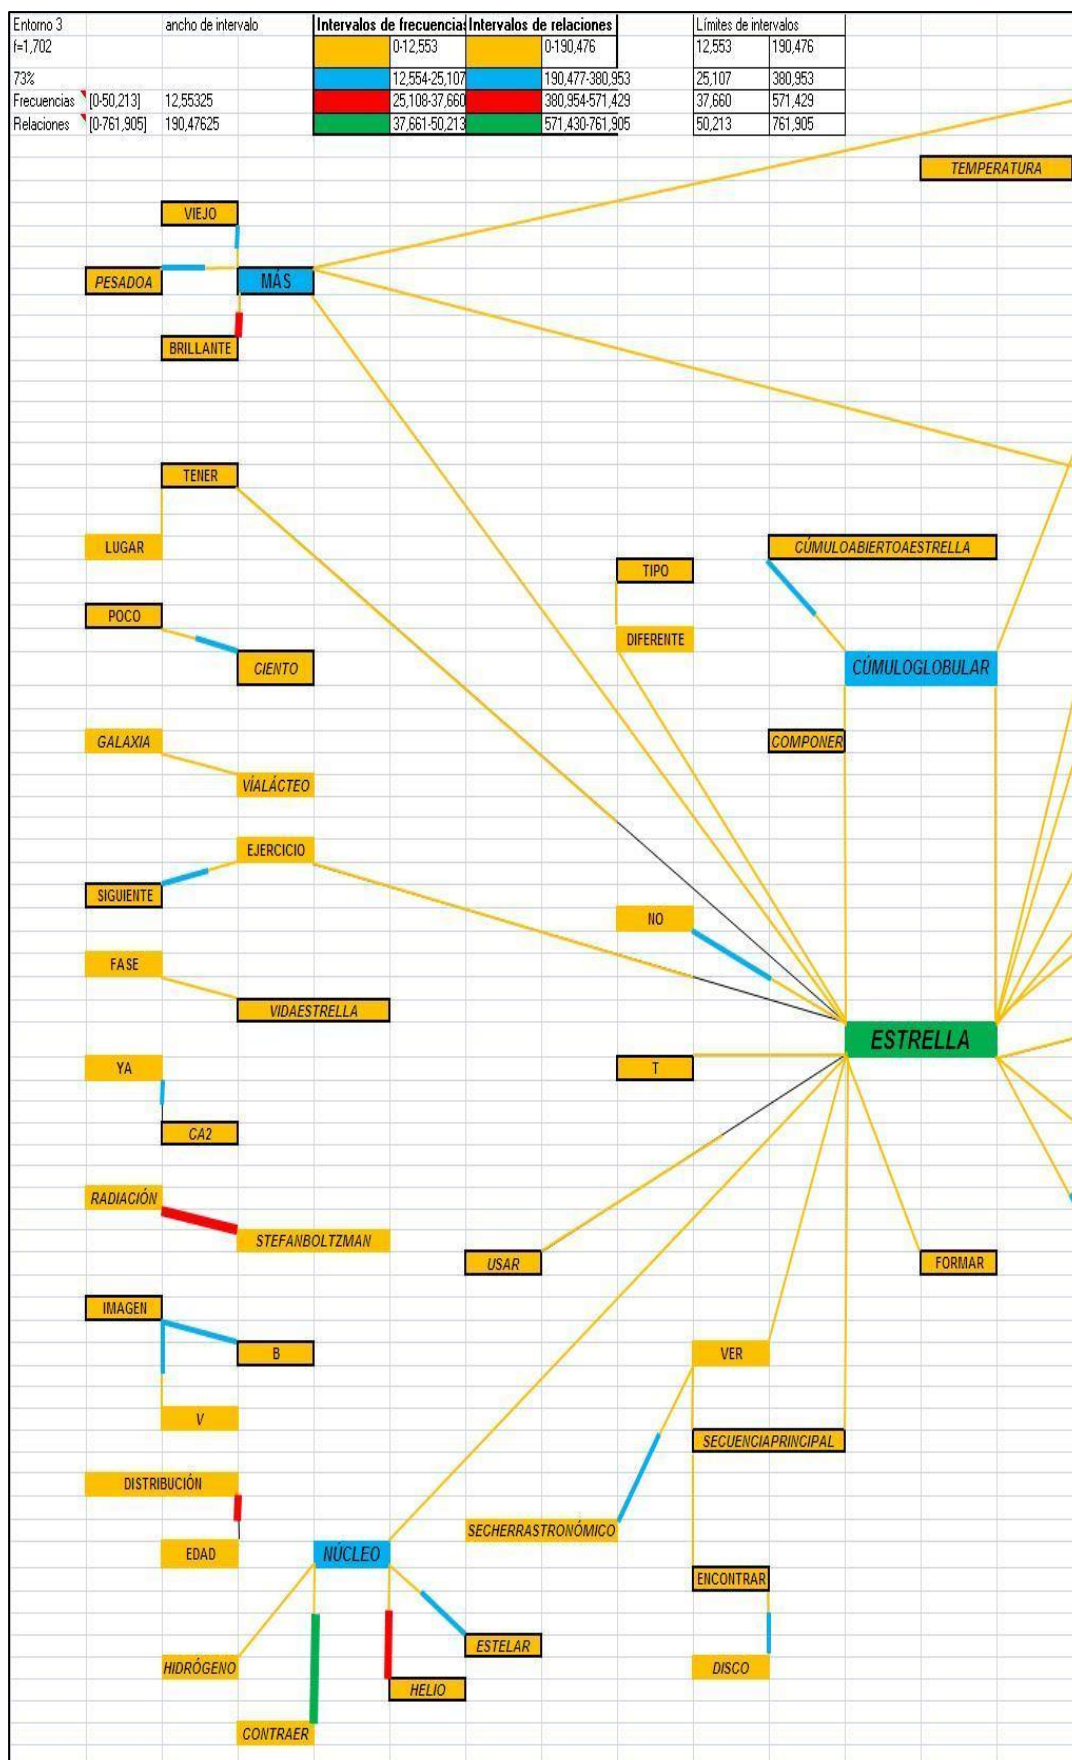 Entorno 3 ancho de intervalo Intervalos de frecuencia Intervalos de relaciones Límites de intervalos
f=1,702 0-12,553 0-190,476 12,553 190,476
73% 12,554-25,107 190,477-380,953 25,107 380,953
Frecuencias [0-50,213] 12,55325 25,108-37,660 380,954-571,429 37,660 571,429
Relaciones [0-761,905] 190,47625 37,661-50,213 571,430-761,905 50,213 761,905
TEMPERATURA
VIEJO
PESADOA MÁS
BRILLANTE
TENER
LUGAR CÚMULOABIERTOAESTRELLA
TIPO
POCO
DIFERENTE
CIENTO CÚMULOGLOBULAR
GALAXIA COMPONER
VÍALÁCTEO
EJERCICIO
SIGUIENTE
NO
FASE
VIDAESTRELLA
ESTRELLA
YA T
CA2
RADIACIÓN
STEFANBOLTZMAN
USAR FORMAR
IMAGEN
B VER
V
SECUENCIAPRINCIPAL
DISTRIBUCIÓN
SECHERRASTRONÓMICO
EDAD NÚCLEO
ENCONTRAR
ESTELAR
HIDRÓGENO DISCO
HELIO
CONTRAER